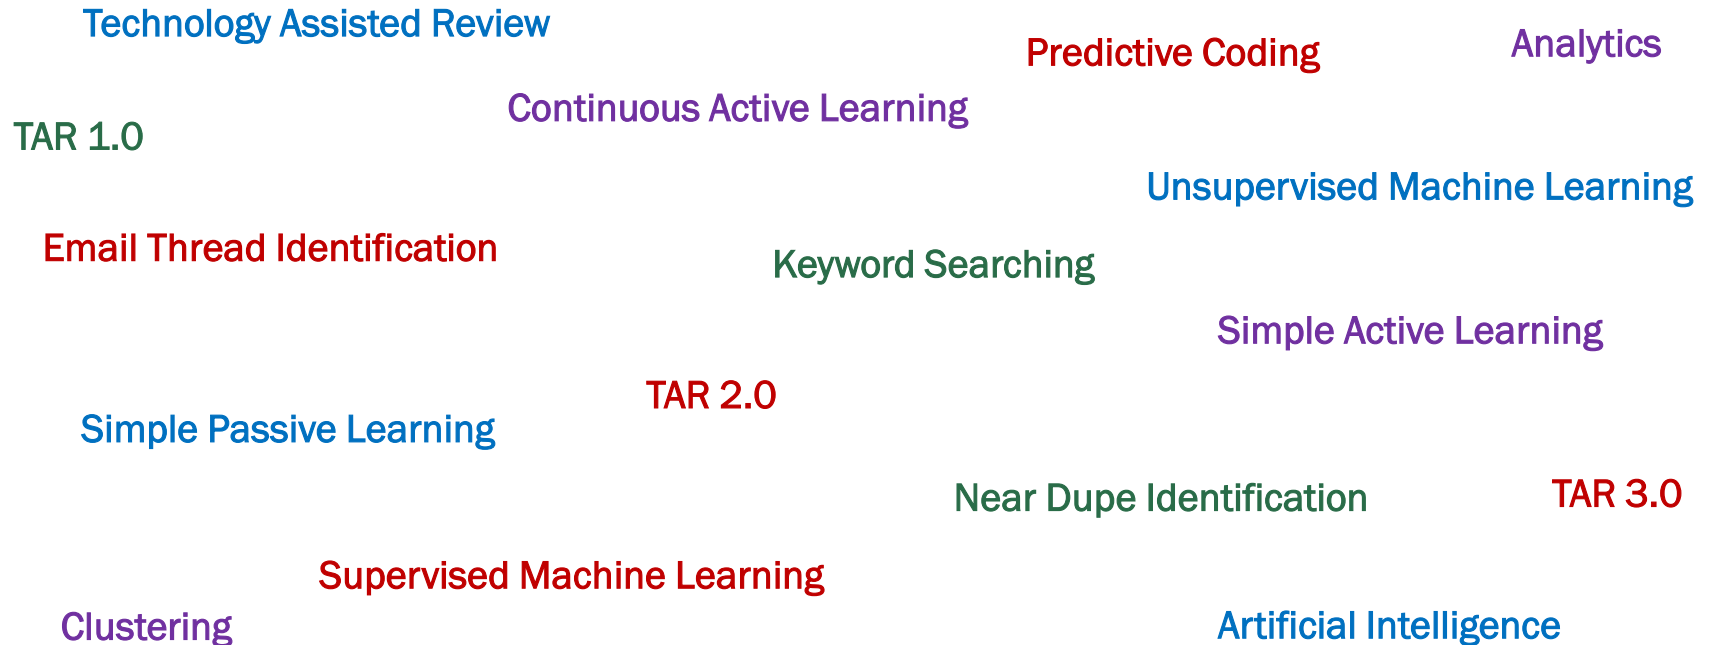 Technology Assisted Review
Predictive Coding
Analytics
Continuous Active Learning
TAR 1.0
Unsupervised Machine Learning
Email Thread Identification
Keyword Searching
Simple Active Learning
TAR 2.0
Simple Passive Learning
Near Dupe Identification
TAR 3.0
Supervised Machine Learning
Clustering
Artificial Intelligence